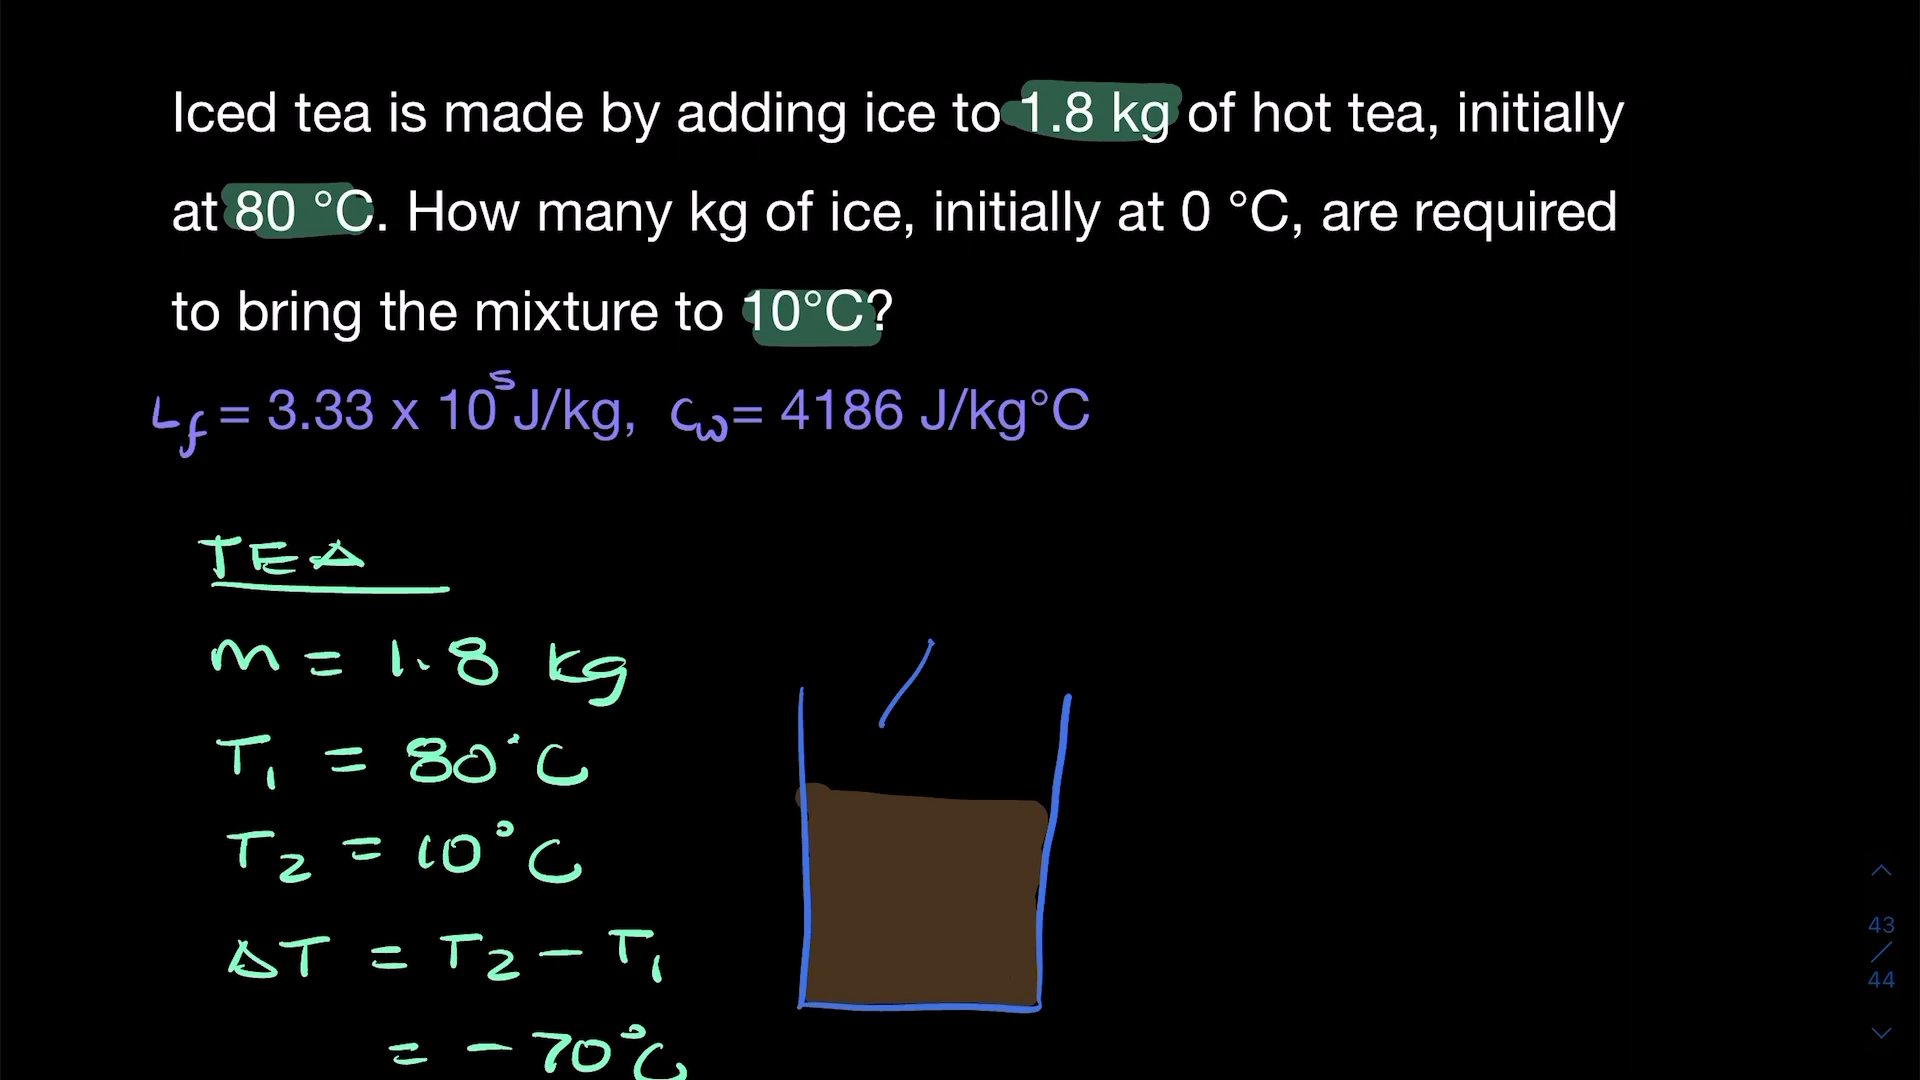 Iced tea is made by adding ice to 1.8 kg of hot tea, initially
at 80 °C. How many kg of ice, initially at 0 °C, are required
to bring the mixture to 10°C?
Lf = 3.33 x 10⁵ J/kg, Cw = 4186 J/kg°C
TEA
m = 1.8 kg
T₁ = 80°C
T₂ = 10°C
ΔT = T₂ - T₁
= -70°C
43
/
44